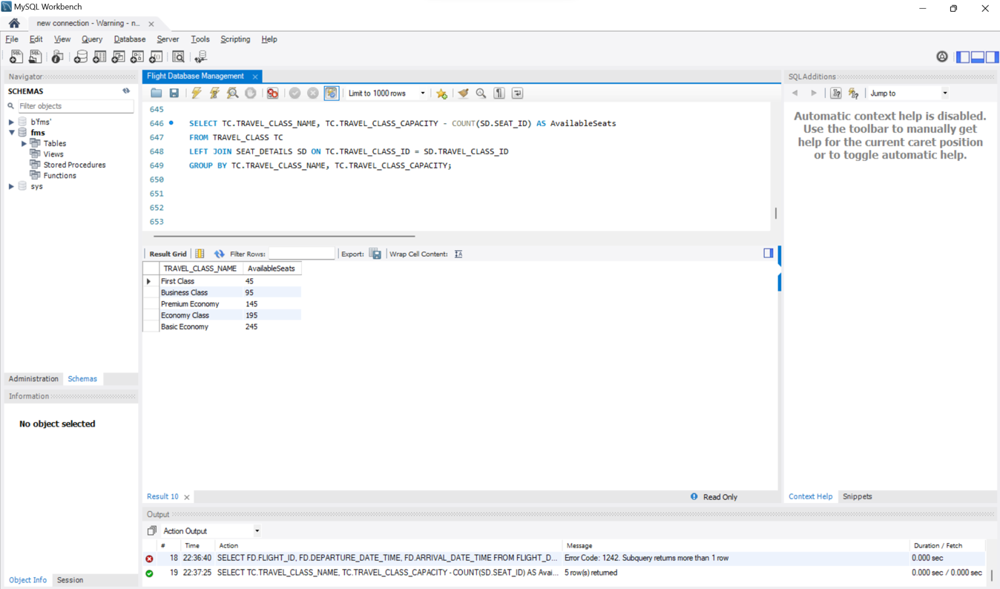 MySQL Workbench
new connection - Warning - n...
File Edit View Query Database Server Tools Scripting Help
Navigator
SCHEMAS
Filter objects
b'fms'
fms
Tables
Views
Stored Procedures
Functions
sys
Administration Schemas
Information
No object selected
Object Info Session
Flight Database Management
Limit to 1000 rows
645
646 SELECT TC.TRAVEL_CLASS_NAME, TC.TRAVEL_CLASS_CAPACITY - COUNT(SD.SEAT_ID) AS AvailableSeats
647 FROM TRAVEL_CLASS TC
648 LEFT JOIN SEAT_DETAILS SD ON TC.TRAVEL_CLASS_ID = SD.TRAVEL_CLASS_ID
649 GROUP BY TC.TRAVEL_CLASS_NAME, TC.TRAVEL_CLASS_CAPACITY;
650
651
652
653
Result Grid Filter Rows: Export: Wrap Cell Content:
TRAVEL_CLASS_NAME AvailableSeats
First Class 45
Business Class 95
Premium Economy 145
Economy Class 195
Basic Economy 245
Result 10 Read Only
SQLAdditions
Jump to
Automatic context help is disabled.
Use the toolbar to manually get
help for the current caret position
or to toggle automatic help.
Context Help Snippets
Output
Action Output
# Time Action Message Duration / Fetch
18 22:36:40 SELECT FD.FLIGHT_ID, FD.DEPARTURE_DATE_TIME, FD.ARRIVAL_DATE_TIME FROM FLIGHT_D... Error Code: 1242. Subquery returns more than 1 row 0.000 sec
19 22:37:25 SELECT TC.TRAVEL_CLASS_NAME, TC.TRAVEL_CLASS_CAPACITY - COUNT(SD.SEAT_ID) AS Avai... 5 row(s) returned 0.000 sec / 0.000 sec